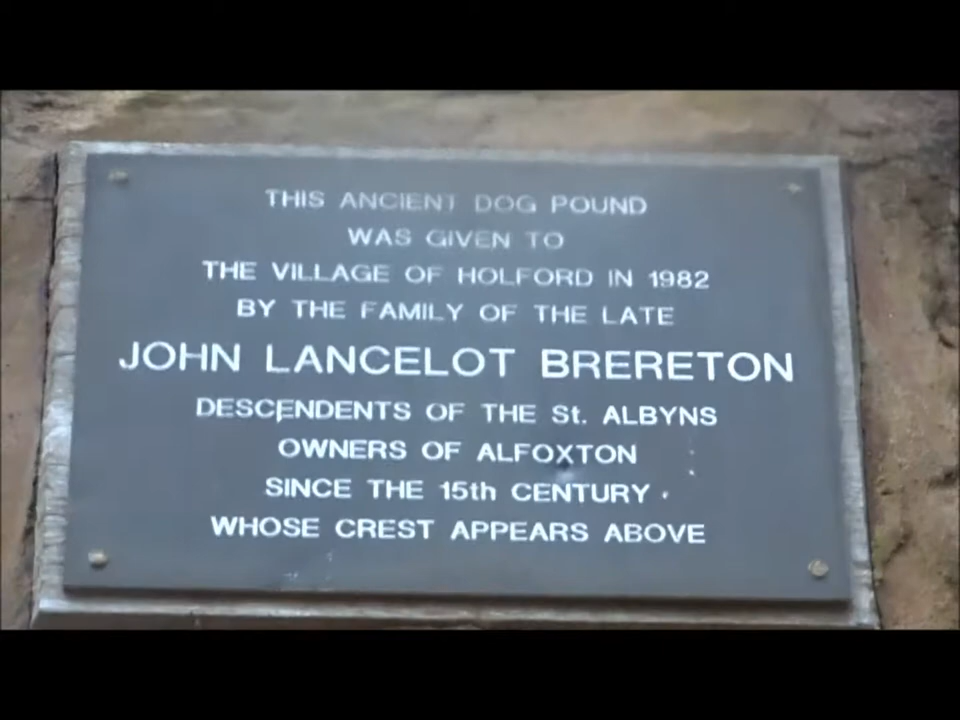 THIS ANCIENT DOG POUND
WAS GIVEN TO
THE VILLAGE OF HOLFORD IN 1982
BY THE FAMILY OF THE LATE
JOHN LANCELOT BRERETON
DESCENDENTS OF THE St. ALBYNS
OWNERS OF ALFOXTON
SINCE THE 15th CENTURY
WHOSE CREST APPEARS ABOVE